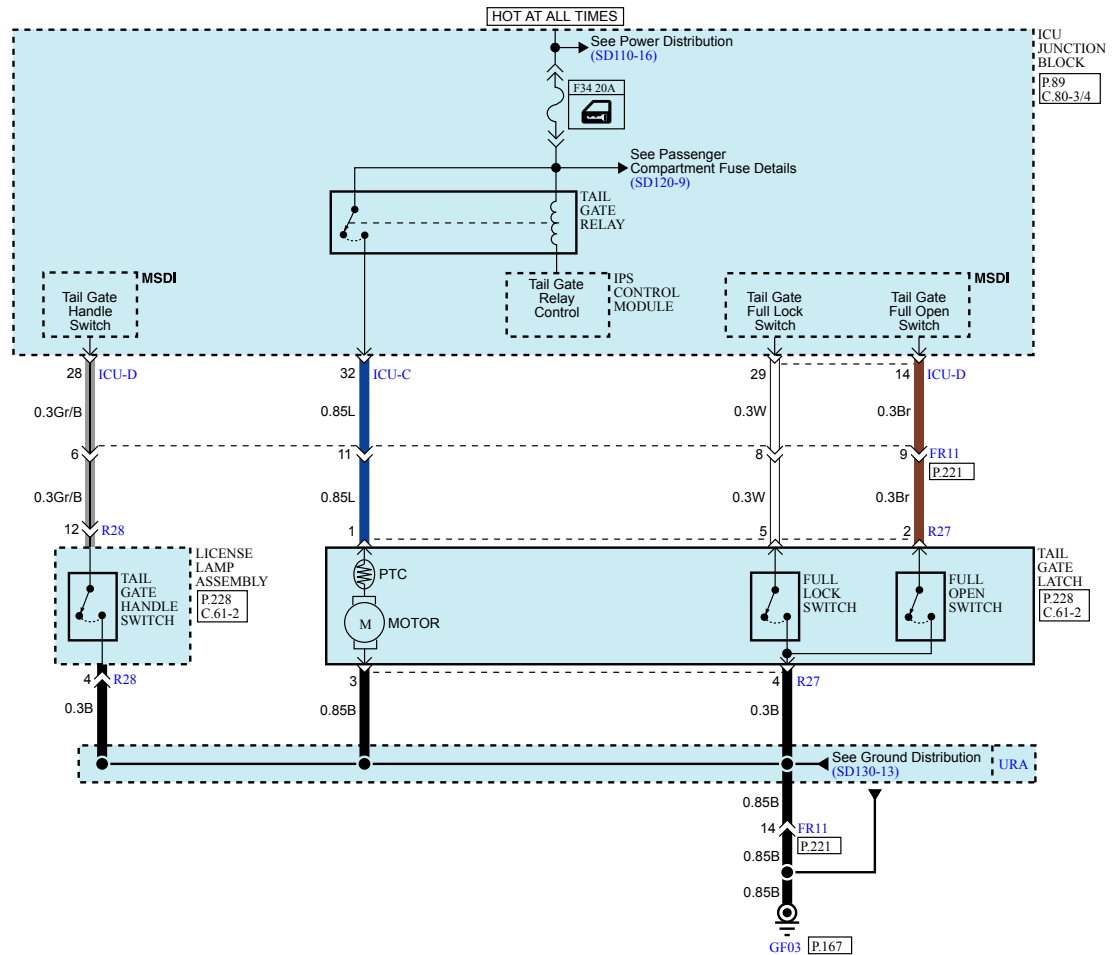 HOT AT ALL TIMES
See Power Distribution
(SD110-16)
ICU
JUNCTION
BLOCK
P.89
C.80-3/4
F34 20A
See Passenger
Compartment Fuse Details
(SD120-9)
TAIL
GATE
RELAY
MSDI
Tail Gate
Handle
Switch
Tail Gate
Relay
Control
IPS
CONTROL
MODULE
Tail Gate
Full Lock
Switch
Tail Gate
Full Open
Switch
MSDI
28 ICU-D
32 ICU-C
29
14 ICU-D
0.3Gr/B
0.85L
0.3W
0.3Br
6
11
8
9 FR11
P.221
0.3Gr/B
0.85L
0.3W
0.3Br
12 R28
1
5
2 R27
LICENSE
LAMP
ASSEMBLY
P.228
C.61-2
TAIL
GATE
HANDLE
SWITCH
PTC
M
MOTOR
FULL
LOCK
SWITCH
FULL
OPEN
SWITCH
TAIL
GATE
LATCH
P.228
C.61-2
4 R28
3
4 R27
0.3B
0.85B
0.3B
See Ground Distribution
(SD130-13)
URA
0.85B
14 FR11
P.221
0.85B
0.85B
GF03 P.167